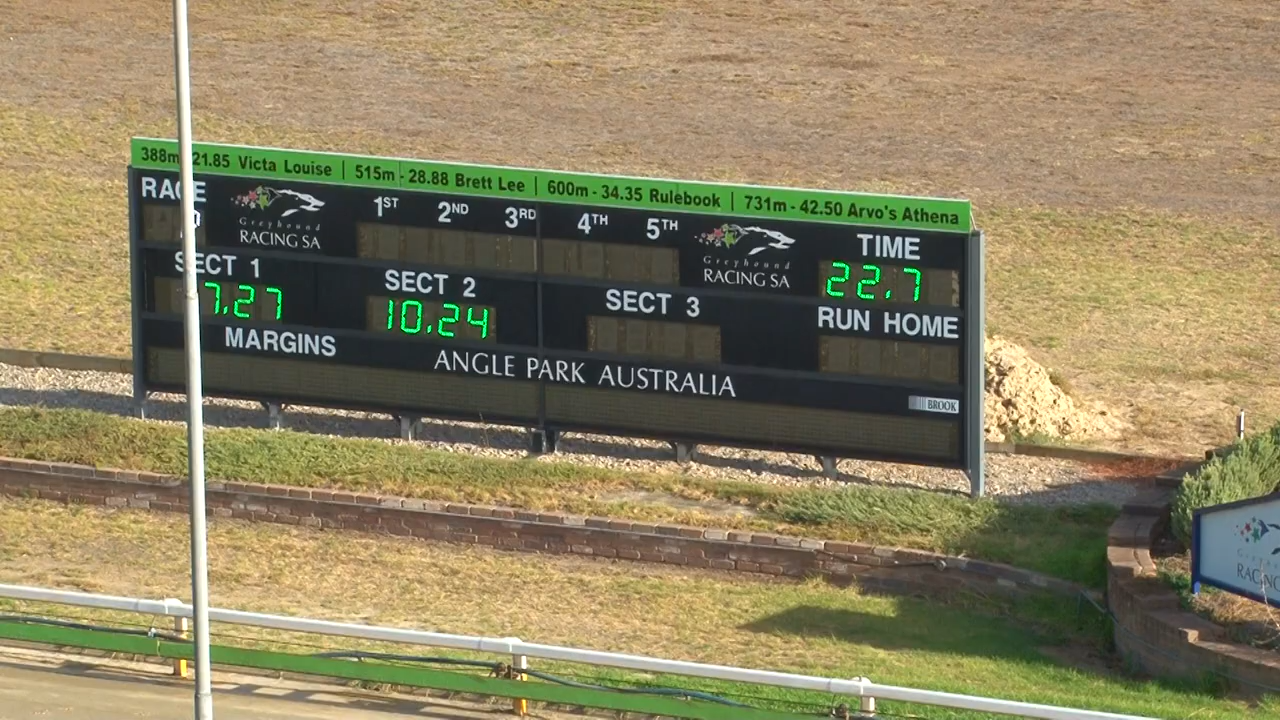 388m 21.85 Victa Louise | 515m - 28.88 Brett Lee | 600m - 34.35 Rulebook | 731m - 42.50 Arvo's Athena
RACE
Greyhound
RACING SA
1ST 2ND 3RD 4TH 5TH
Greyhound
RACING SA
TIME
22.7
SECT 1
7.27
SECT 2
10.24
SECT 3
RUN HOME
MARGINS
ANGLE PARK AUSTRALIA
BROOK